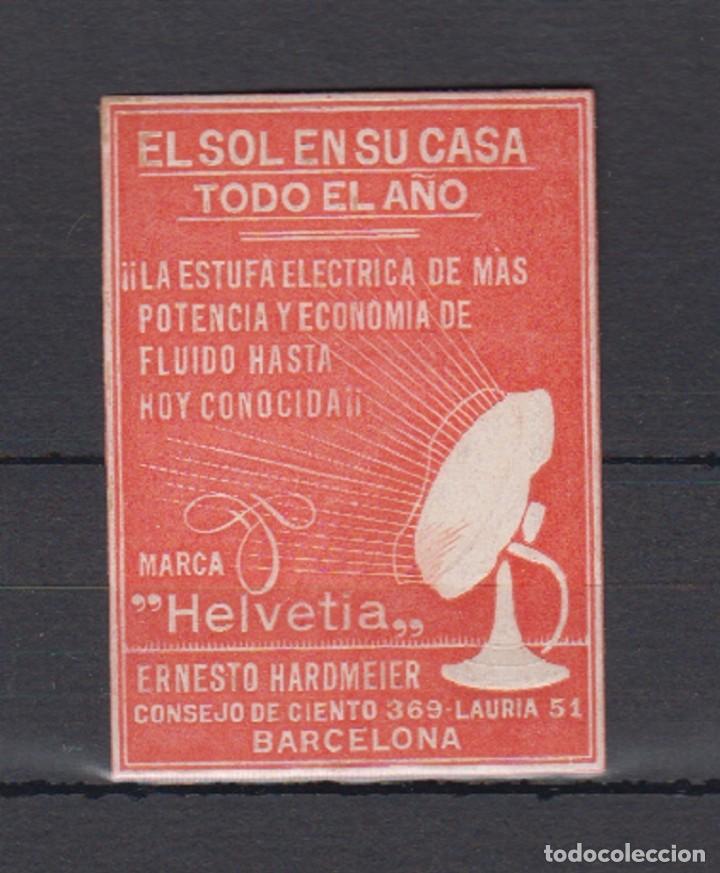 EL SOL EN SU CASA
TODO EL AÑO
¡¡LA ESTUFA ELECTRICA DE MÀS
POTENCIA Y ECONOMIA DE
FLUIDO HASTA
HOY CONOCIDA¡¡
MARCA
"Helvetia„
ERNESTO HARDMEIER
CONSEJO DE CIENTO 369-LAURIA 51
BARCELONA
todocoleccion